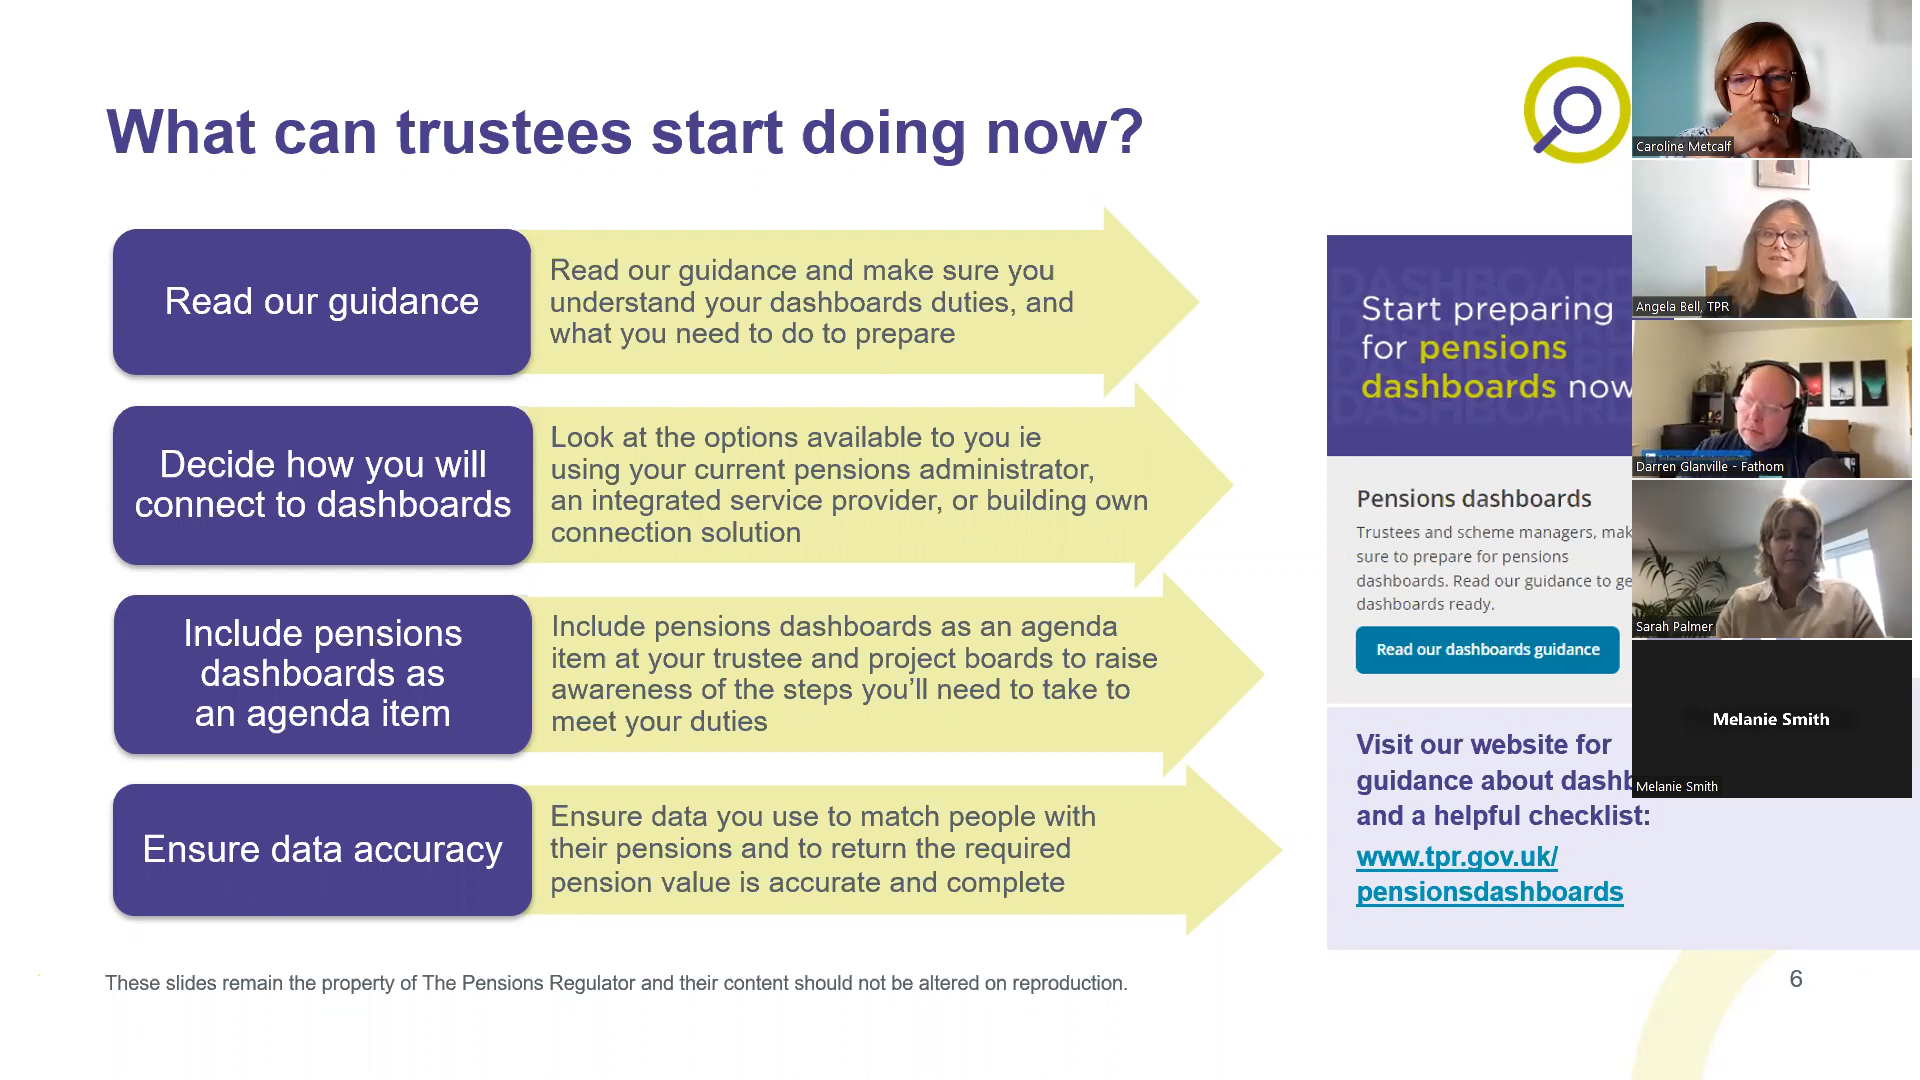 What can trustees start doing now?
Read our guidance
Read our guidance and make sure you
understand your dashboards duties, and
what you need to do to prepare
Decide how you will
connect to dashboards
Look at the options available to you ie
using your current pensions administrator,
an integrated service provider, or building own
connection solution
Include pensions
dashboards as
an agenda item
Include pensions dashboards as an agenda
item at your trustee and project boards to raise
awareness of the steps you’ll need to take to
meet your duties
Ensure data accuracy
Ensure data you use to match people with
their pensions and to return the required
pension value is accurate and complete
Start preparing
for pensions
dashboards now
Pensions dashboards
Trustees and scheme managers, mak
sure to prepare for pensions
dashboards. Read our guidance to ge
dashboards ready.
Read our dashboards guidance
Visit our website for
guidance about dashb
and a helpful checklist:
www.tpr.gov.uk/
pensionsdashboards
These slides remain the property of The Pensions Regulator and their content should not be altered on reproduction.
6
Caroline Metcalf
Angela Bell, TPR
Darren Glanville - Fathom
Sarah Palmer
Melanie Smith
Melanie Smith